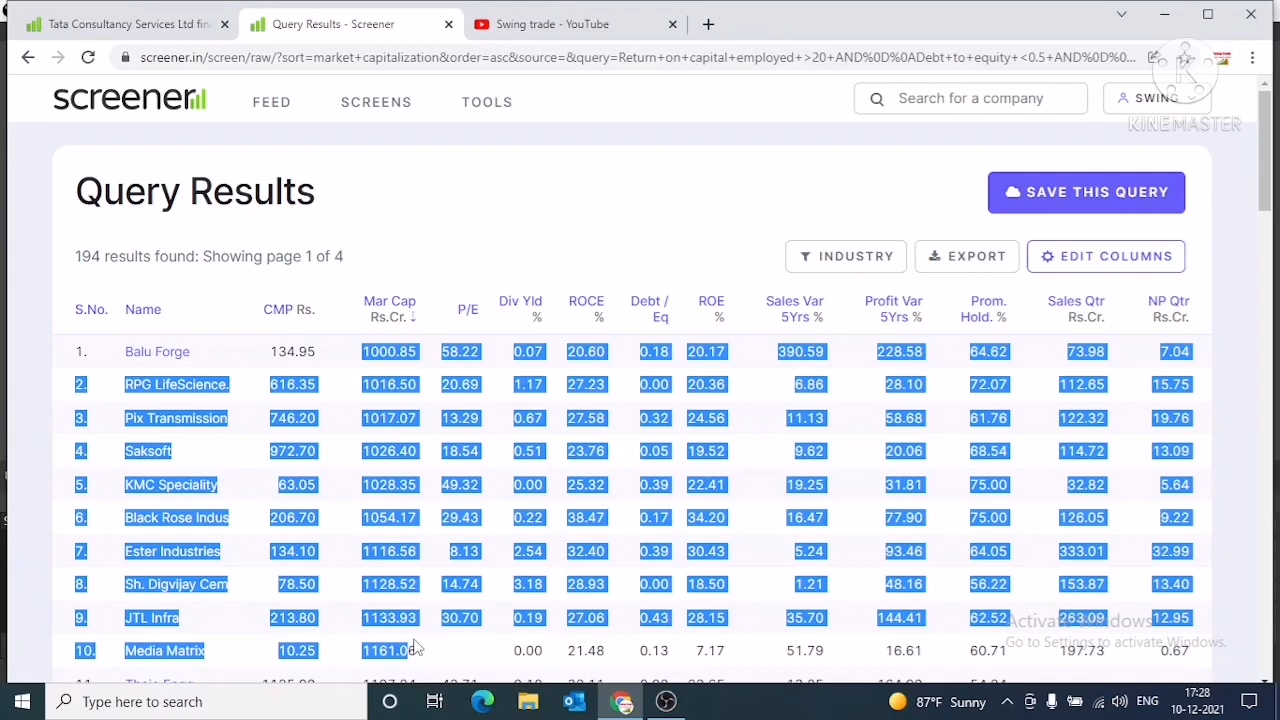 Tata Consultancy Services Ltd fin
Query Results - Screener
Swing trade - YouTube
screener.in/screen/raw/?sort=market+capitalization&order=asc&source=&query=Return+on+capital+employed+>20+AND%0D%0ADebt+to+equity+<0.5+AND%0D%0...
screener
FEED
SCREENS
TOOLS
Search for a company
SWING
KINEMASTER
Query Results
SAVE THIS QUERY
194 results found: Showing page 1 of 4
INDUSTRY
EXPORT
EDIT COLUMNS
S.No. Name CMP Rs. Mar Cap Rs.Cr. P/E Div Yld % ROCE % Debt / Eq ROE % Sales Var 5Yrs % Profit Var 5Yrs % Prom. Hold. % Sales Qtr Rs.Cr. NP Qtr Rs.Cr.
1. Balu Forge 134.95 1000.85 58.22 0.07 20.60 0.18 20.17 390.59 228.58 64.62 73.98 7.04
2. RPG LifeScience. 616.35 1016.50 20.69 1.17 27.23 0.00 20.36 6.86 28.10 72.07 112.65 15.75
3. Pix Transmission 746.20 1017.07 13.29 0.67 27.58 0.32 24.56 11.13 58.68 61.76 122.32 19.76
4. Saksoft 972.70 1026.40 18.54 0.51 23.76 0.05 19.52 9.62 20.06 68.54 114.72 13.09
5. KMC Speciality 63.05 1028.35 49.32 0.00 25.32 0.39 22.41 19.25 31.81 75.00 32.82 5.64
6. Black Rose Indus 206.70 1054.17 29.43 0.22 38.47 0.17 34.20 16.47 77.90 75.00 126.05 9.22
7. Ester Industries 134.10 1116.56 8.13 2.54 32.40 0.39 30.43 5.24 93.46 64.05 333.01 32.99
8. Sh. Digvijay Cem 78.50 1128.52 14.74 3.18 28.93 0.00 18.50 1.21 48.16 56.22 153.87 13.40
9. JTL Infra 213.80 1133.93 30.70 0.19 27.06 0.43 28.15 35.70 144.41 62.52 12.95
10. Media Matrix 10.25 0.00 21.48 0.13 7.17 51.79 16.61 60.71 197.73 0.67
Activate Windows
Go to Settings to activate Windows.
Type here to search
87°F Sunny
ENG
17:28
10-12-2021